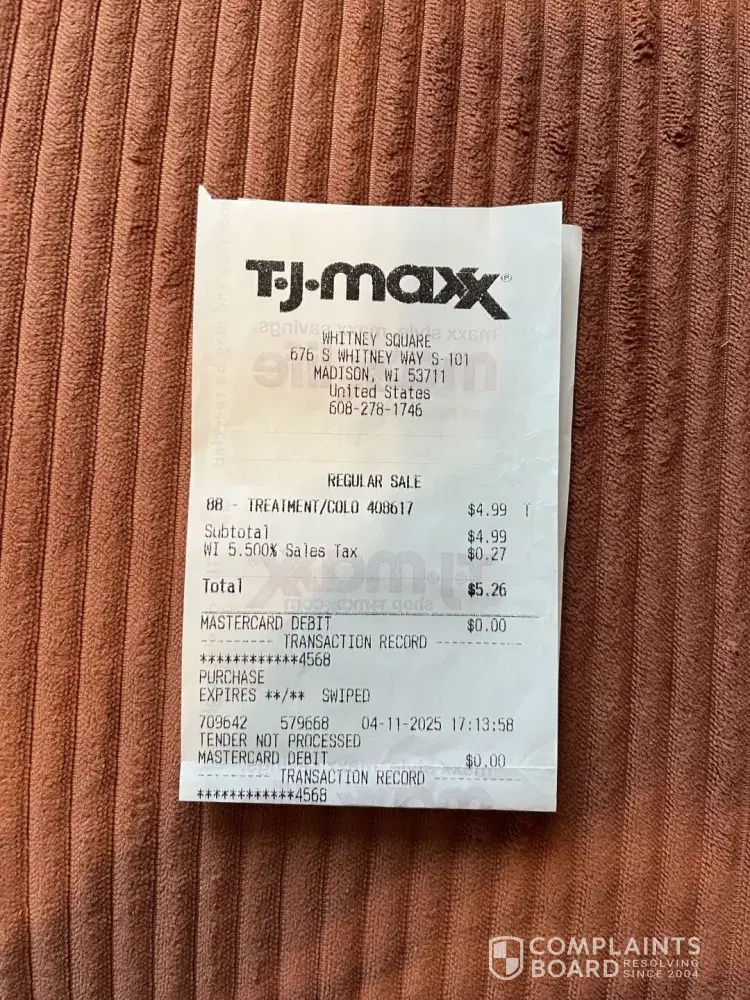 T·J·maxx®
WHITNEY SQUARE
676 S WHITNEY WAY S-101
MADISON, WI 53711
United States
608-278-1746
REGULAR SALE
88 - TREATMENT/COLO 408617 $4.99 T
Subtotal $4.99
WI 5.500% Sales Tax $0.27
Total $5.26
MASTERCARD DEBIT $0.00
--------- TRANSACTION RECORD ----------
************4568
PURCHASE
EXPIRES **/** SWIPED
709642 579668 04-11-2025 17:13:58
TENDER NOT PROCESSED
MASTERCARD DEBIT $0.00
--------- TRANSACTION RECORD ----------
************4568
COMPLAINTS
BOARD RESOLVING
SINCE 2004